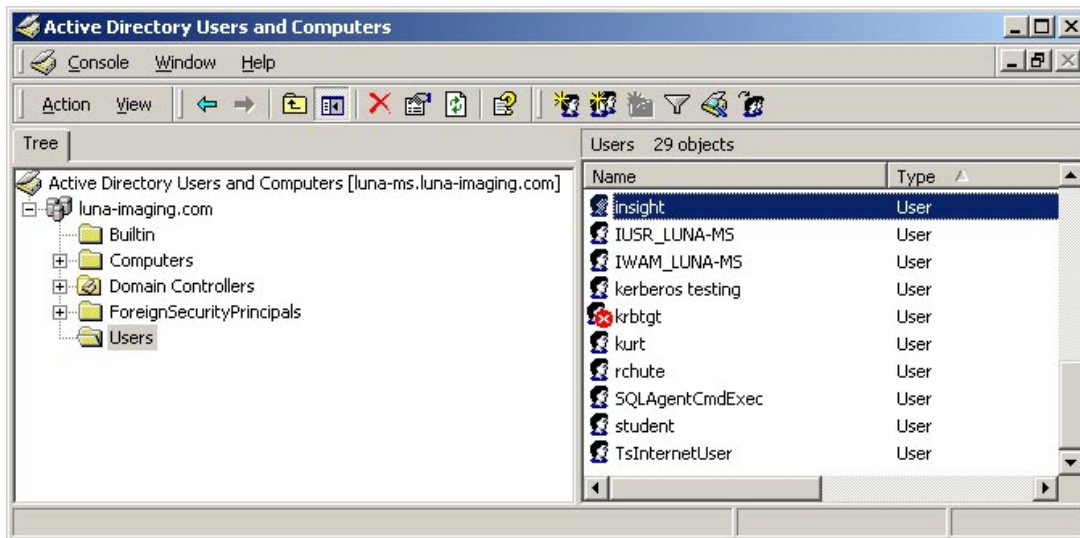 Active Directory Users and Computers
Console Window Help
Action View
Tree
Users 29 objects
Active Directory Users and Computers [luna-ms.luna-imaging.com]
luna-imaging.com
Builtin
Computers
Domain Controllers
ForeignSecurityPrincipals
Users
Name Type
insight User
IUSR_LUNA-MS User
IWAM_LUNA-MS User
kerberos testing User
krbtgt User
kurt User
rchute User
SQLAgentCmdExec User
student User
TsInternetUser User